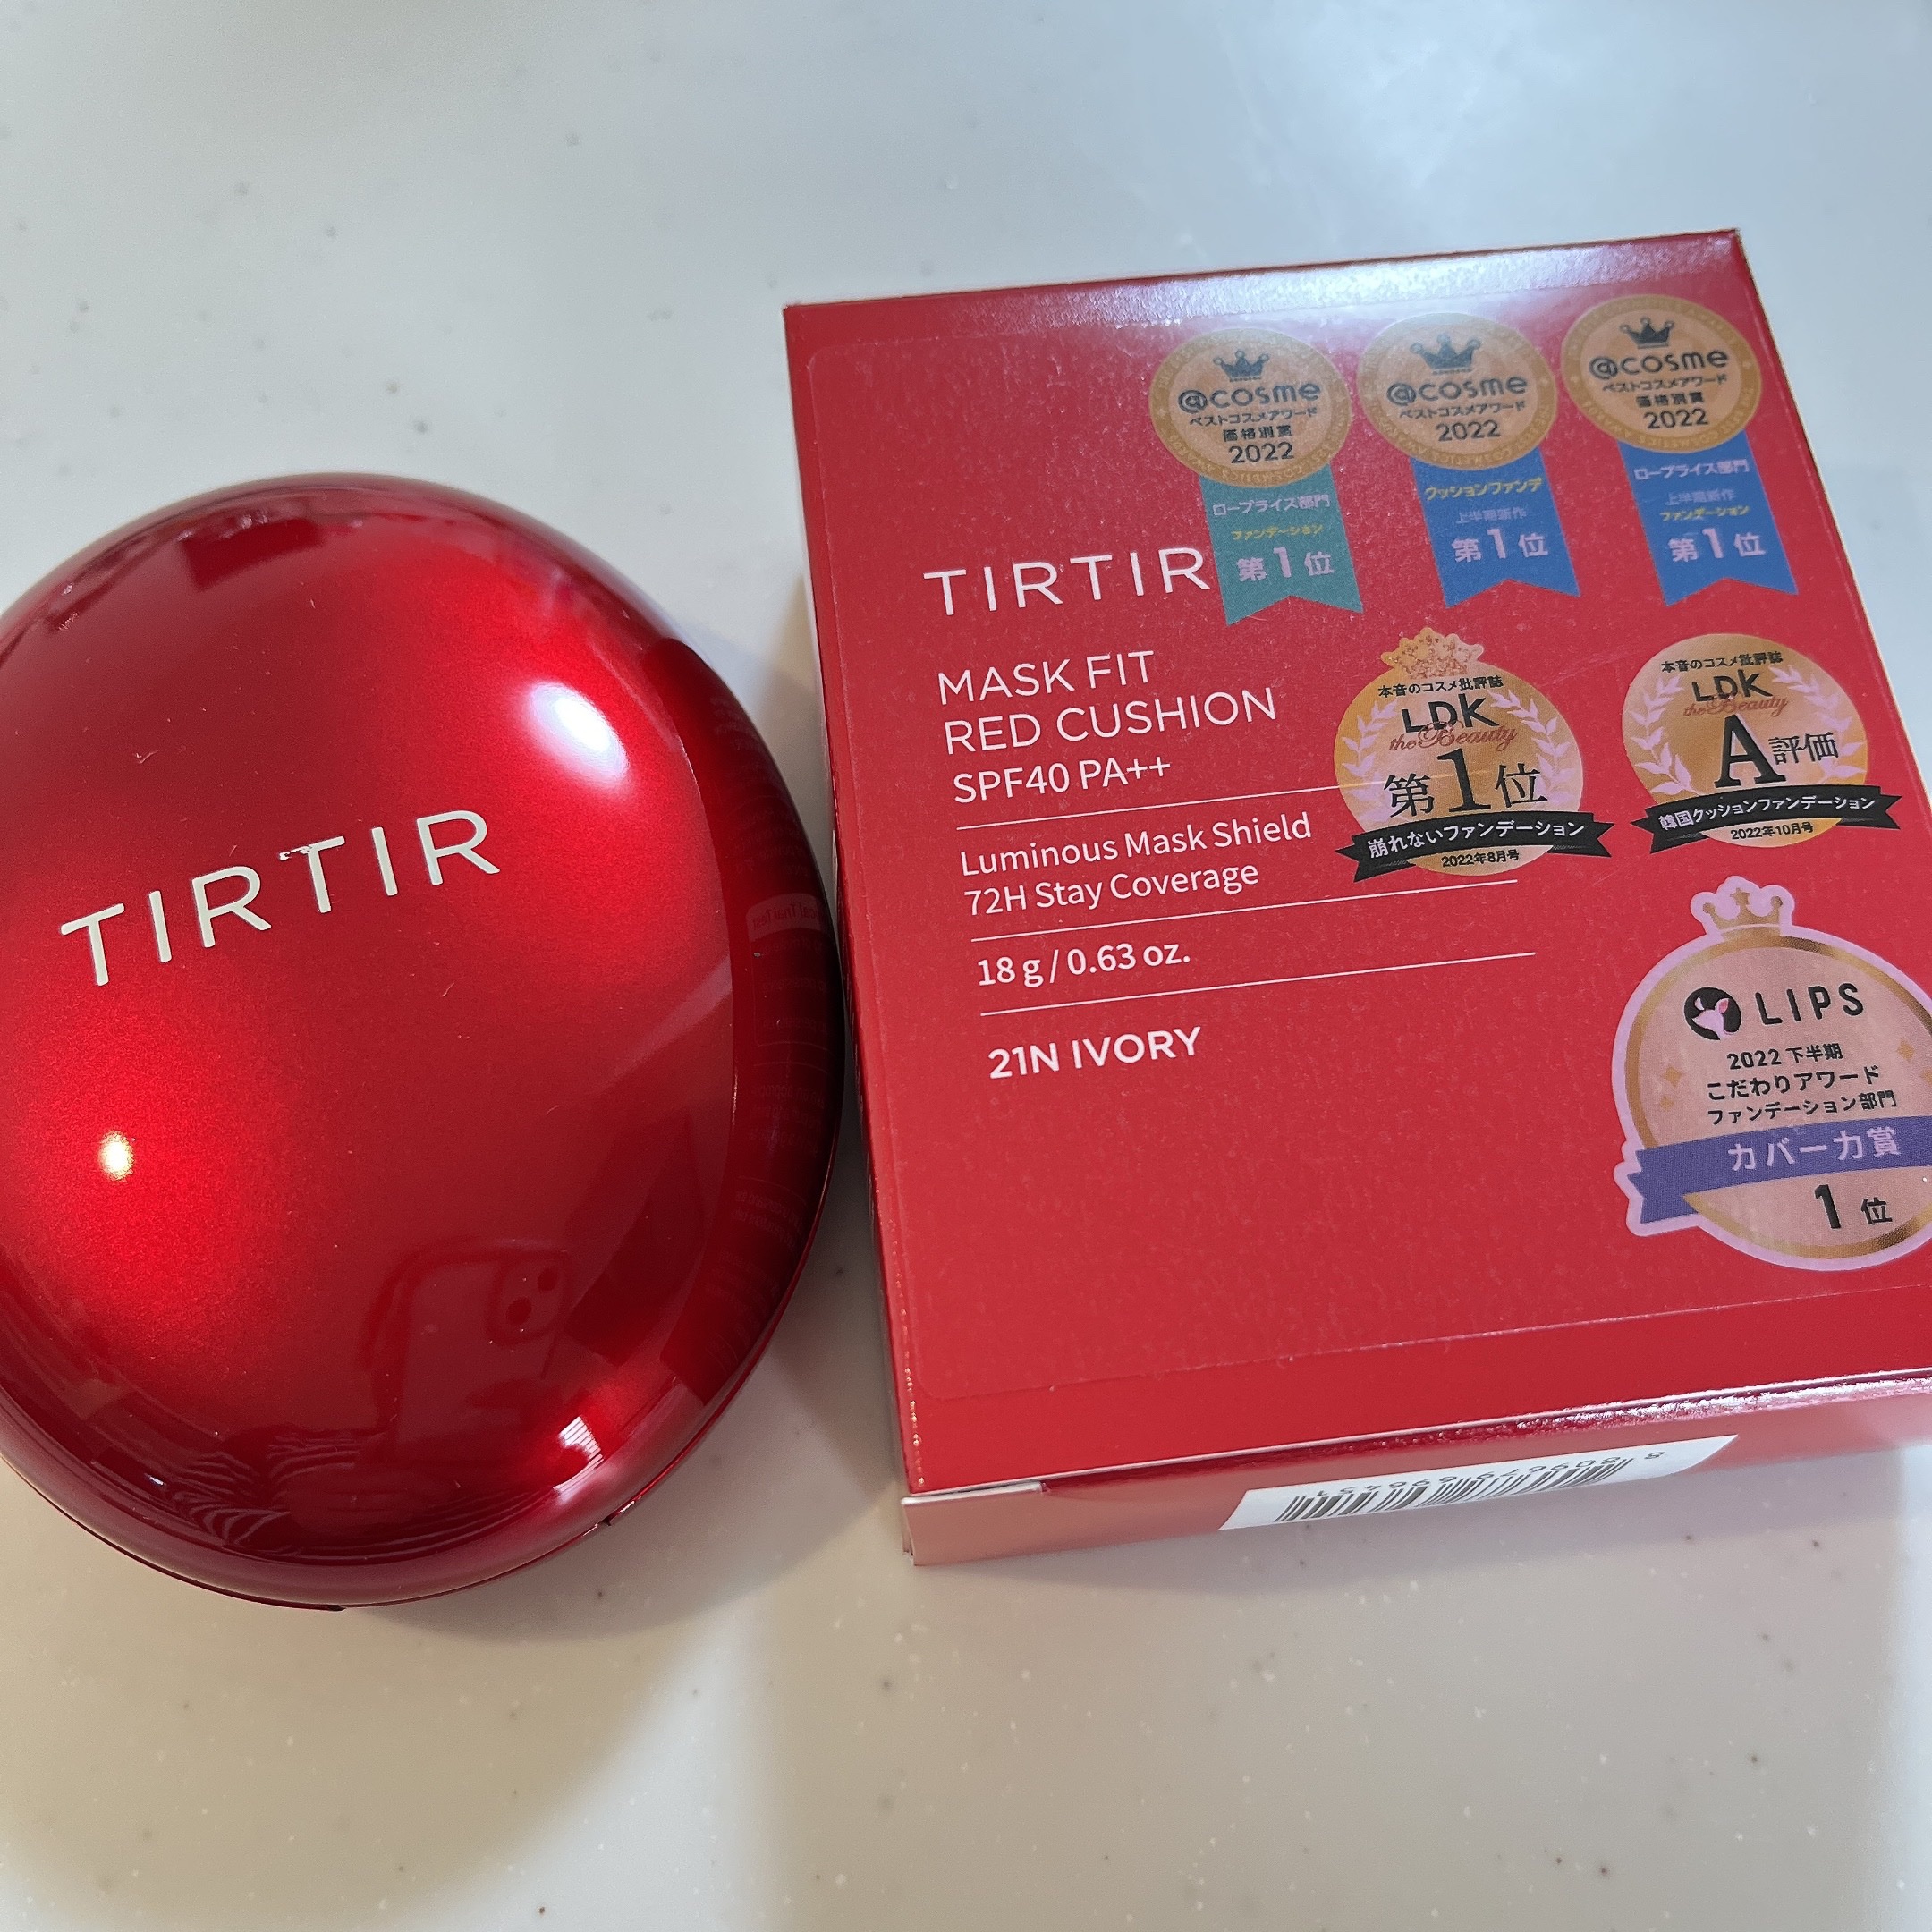 TIRTIR
TIRTIR
MASK FIT
RED CUSHION
SPF40 PA++
Luminous Mask Shield
72H Stay Coverage
18 g / 0.63 oz.
21N IVORY
@cosme
ベストコスメアワード
価格別賞
2022
ロープライス部門
ファンデーション
第1位
@cosme
ベストコスメアワード
2022
クッションファンデ
上半期新作
第1位
@cosme
ベストコスメアワード
価格別賞
2022
ロープライス部門
上半期新作
ファンデーション
第1位
本音のコスメ批評誌
LDK
the Beauty
第1位
崩れないファンデーション
2022年8月号
本音のコスメ批評誌
LDK
the Beauty
A評価
韓国クッションファンデーション
2022年10月号
LIPS
2022 下半期
こだわりアワード
ファンデーション部門
カバー力賞
1位
8 809679 696451